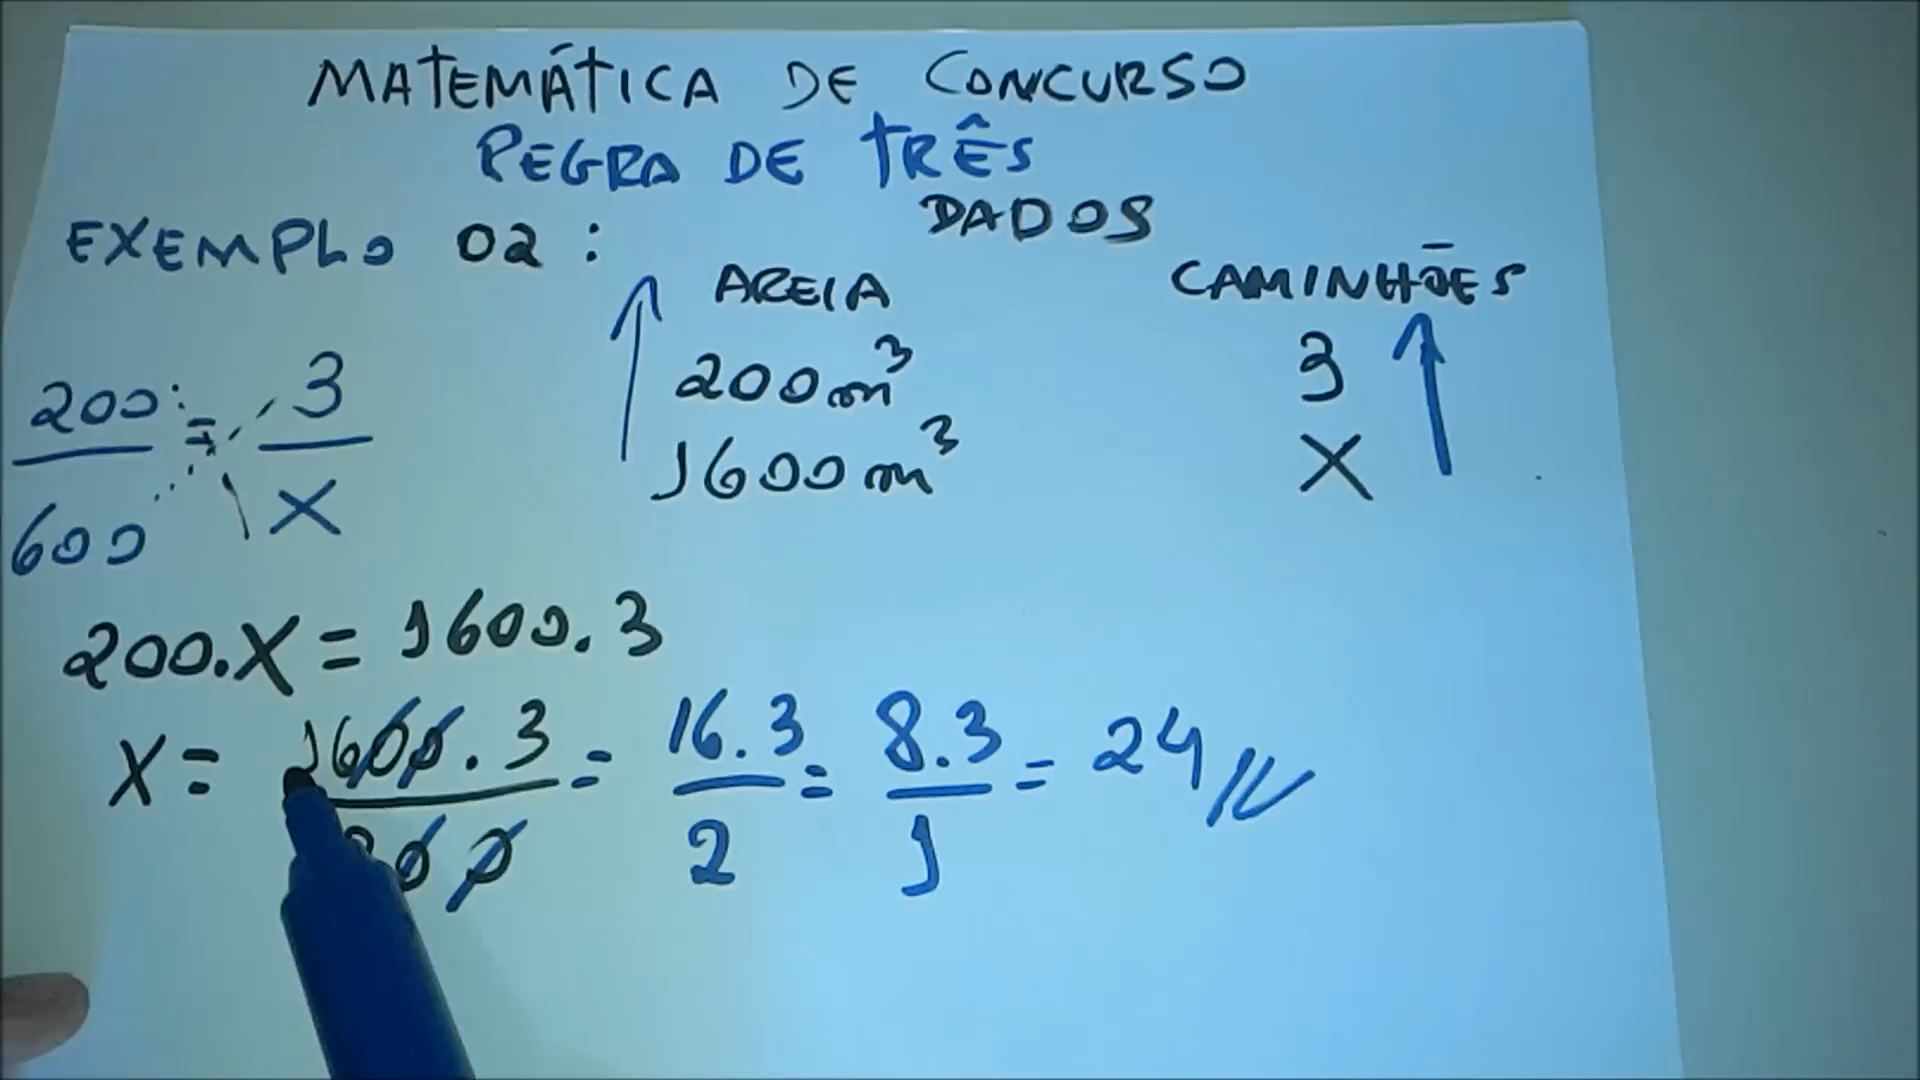 MATEMÁTICA DE CONCURSO
REGRA DE TRÊS
DADOS
EXEMPLO 02:
AREIA CAMINHÕES
200m³ 3
1600m³ X
200/600 = 3/X
200.X = 1600.3
X = 1600.3/200 = 16.3/2 = 8.3/1 = 24//